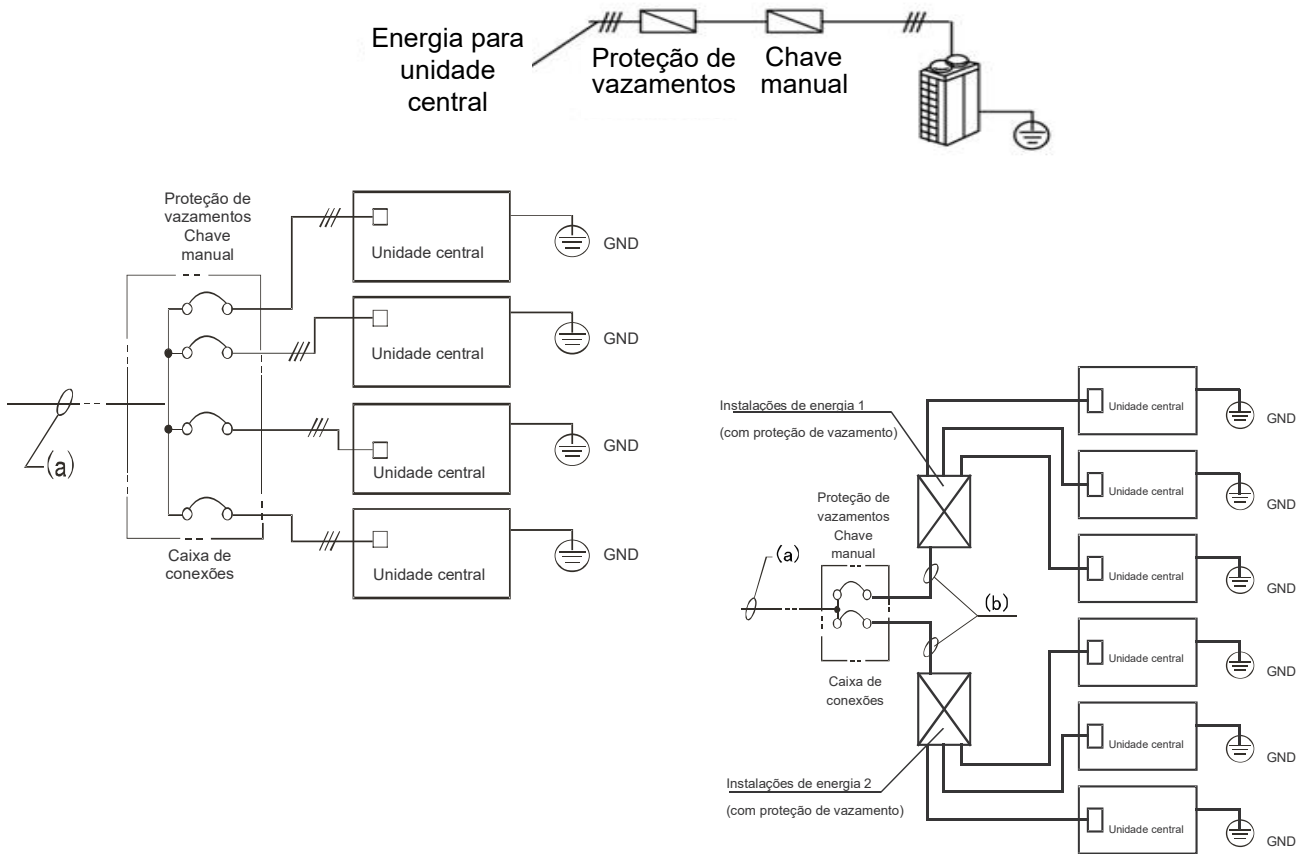 Energia para
unidade
central
Proteção de
vazamentos
Chave
manual
Proteção de
vazamentos
Chave
manual
Unidade central
GND
Unidade central
GND
(a)
Unidade central
GND
Unidade central
GND
Caixa de
conexões
Instalações de energia 1
(com proteção de vazamento)
Proteção de
vazamentos
Chave
manual
(a)
(b)
Caixa de
conexões
Instalações de energia 2
(com proteção de vazamento)
Unidade central
GND
Unidade central
GND
Unidade central
GND
Unidade central
GND
Unidade central
GND
Unidade central
GND